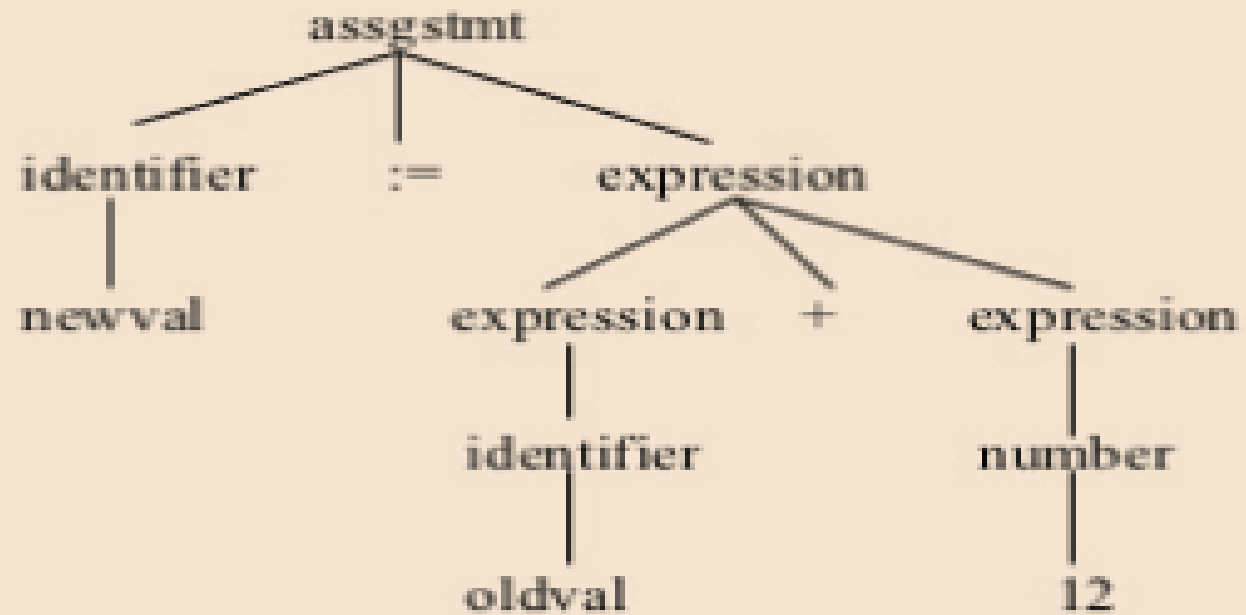 assgstmt
identifier := expression
newval expression + expression
identifier number
oldval 12